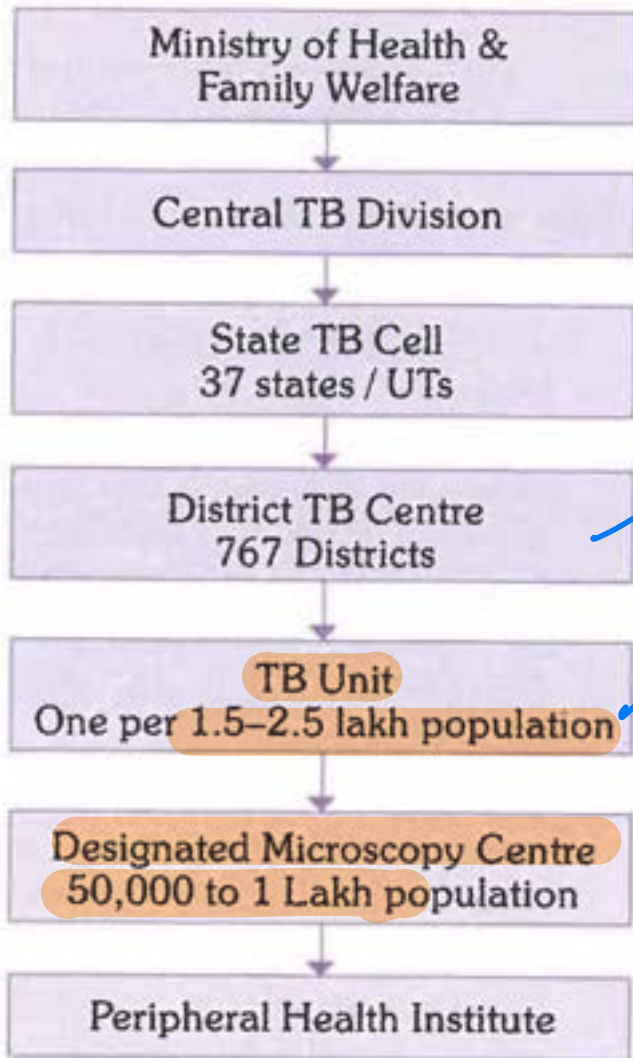 Ministry of Health &
Family Welfare
Central TB Division
State TB Cell
37 states / UTs
District TB Centre
767 Districts
TB Unit
One per 1.5–2.5 lakh population
Designated Microscopy Centre
50,000 to 1 Lakh population
Peripheral Health Institute